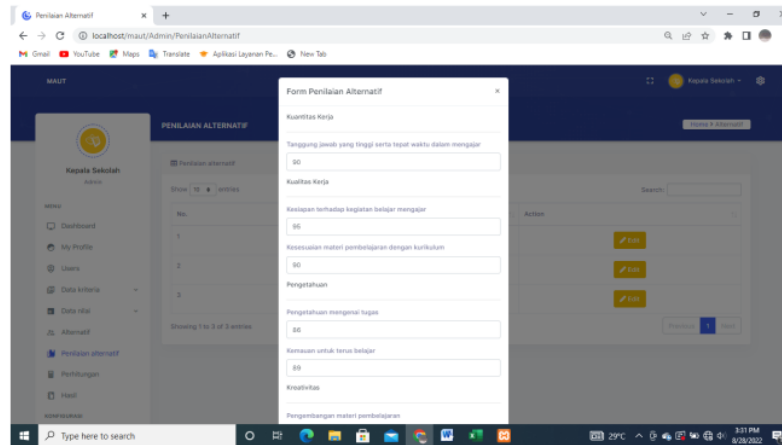 Penilaian Alternatif
localhost/maut/Admin/PenilaianAlternatif
Gmail YouTube Maps Translate Aplikasi Layanan Pe... New Tab
MAUT
Kepala Sekolah
Form Penilaian Alternatif
Kuantitas Kerja
Tanggung jawab yang tinggi serta tepat waktu dalam mengajar
90
Kualitas Kerja
Kesiapan terhadap kegiatan belajar mengajar
95
Kesesuaian materi pembelajaran dengan kurikulum
90
Pengetahuan
Pengetahuan mengenai tugas
88
Kemauan untuk terus belajar
89
Kreativitas
Pengembangan materi pembelajaran
PENILAIAN ALTERNATIF
Home Alternatif
Kepala Sekolah
Admin
MENU
Dashboard
My Profile
Users
Data kriteria
Data nilai
Alternatif
Penilaian alternatif
Perhitungan
Hasil
KONFIGURASI
Penilaian alternatif
Show 10 entries
Search:
No. Action
1 Edit
2 Edit
3 Edit
Showing 1 to 3 of 3 entries
Previous 1 Next
Type here to search
29°C
3:31 PM
8/28/2022